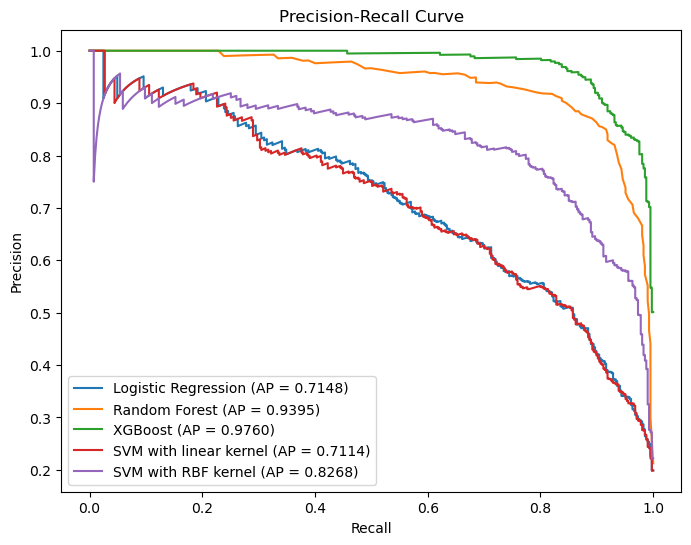 Precision-Recall Curve
1.0
0.9
0.8
0.7
0.6
0.5
0.4
0.3
0.2
Precision
Logistic Regression (AP = 0.7148)
Random Forest (AP = 0.9395)
XGBoost (AP = 0.9760)
SVM with linear kernel (AP = 0.7114)
SVM with RBF kernel (AP = 0.8268)
0.0 0.2 0.4 0.6 0.8 1.0
Recall